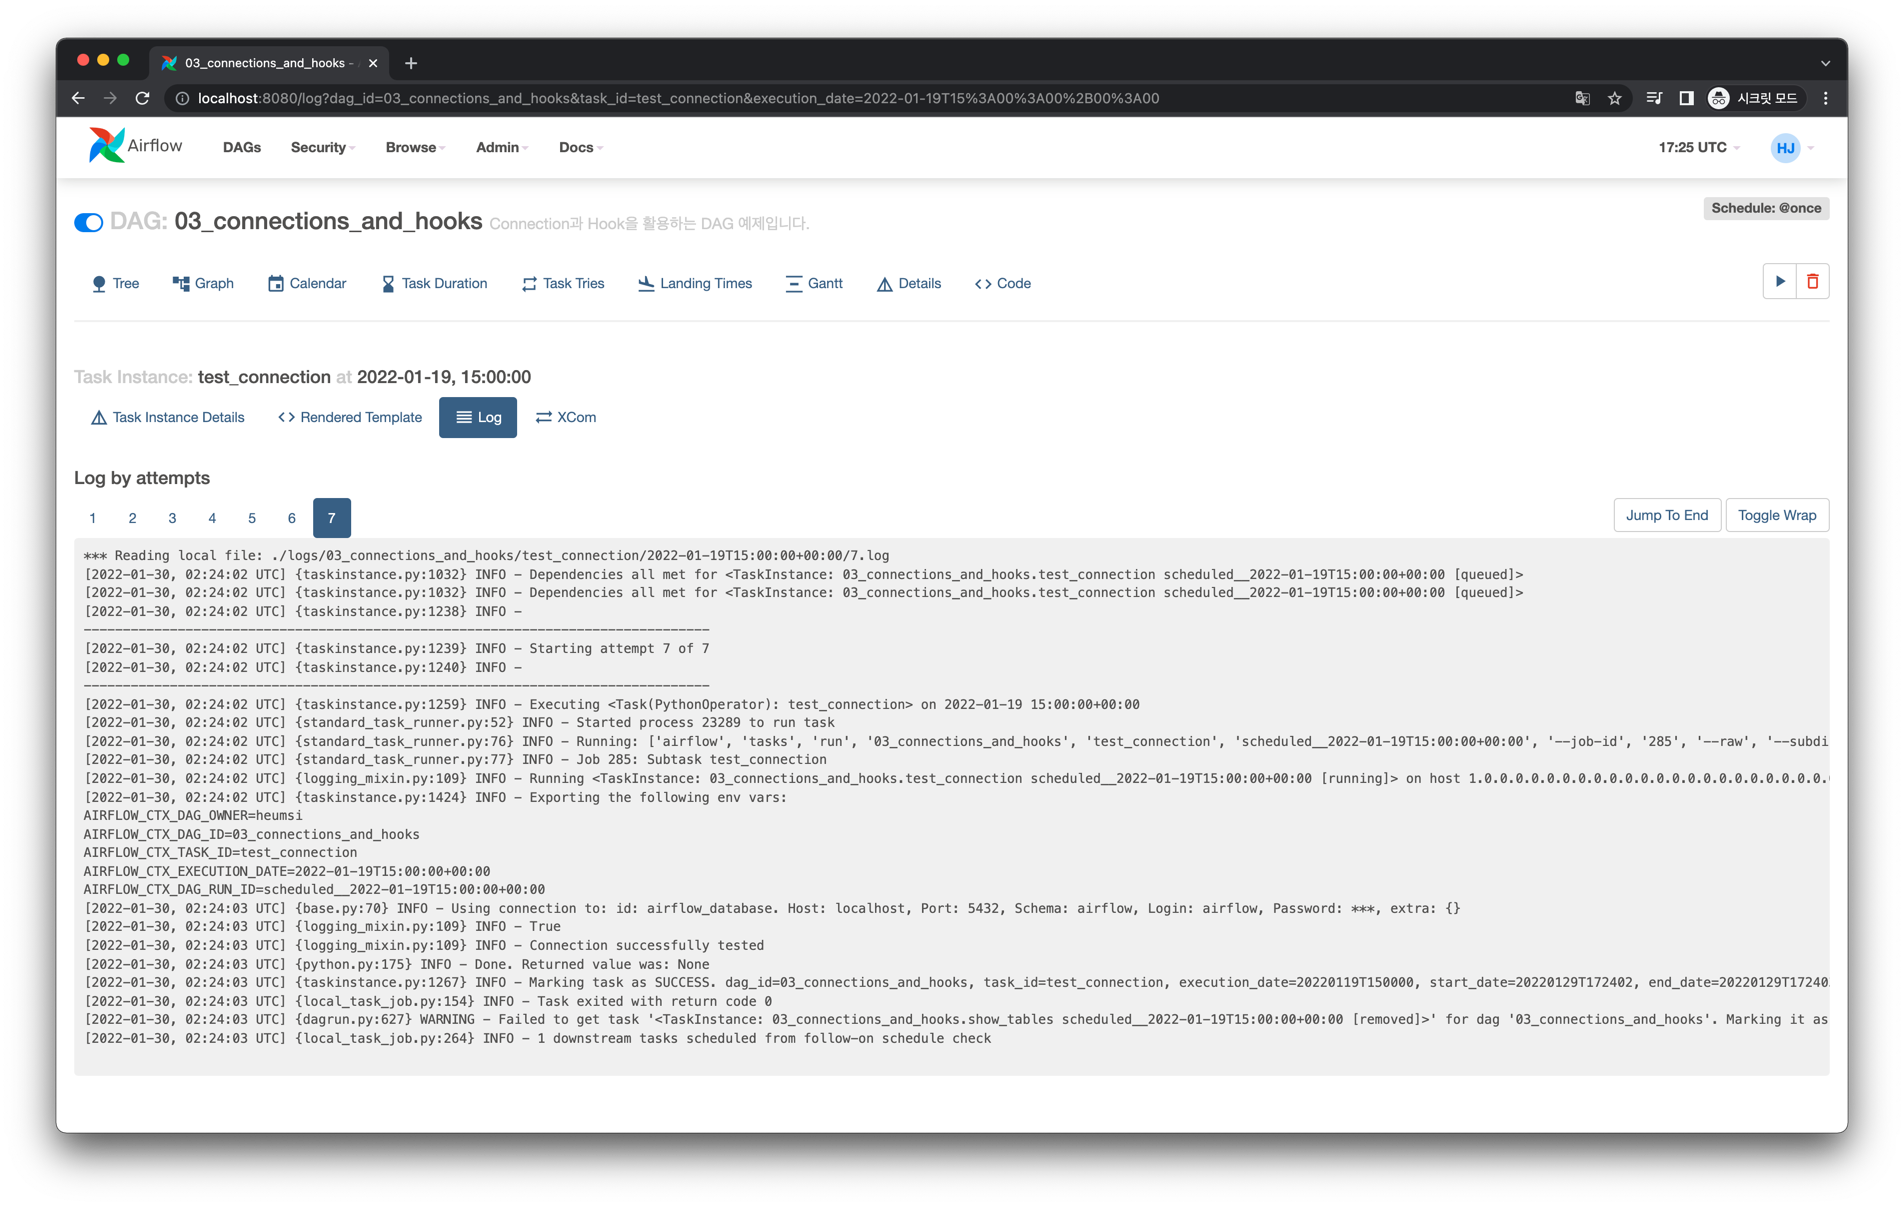 03_connections_and_hooks -
localhost:8080/log?dag_id=03_connections_and_hooks&task_id=test_connection&execution_date=2022-01-19T15%3A00%3A00%2B00%3A00
시크릿 모드
Airflow DAGs Security Browse Admin Docs 17:25 UTC HJ
DAG: 03_connections_and_hooks Connection과 Hook을 활용하는 DAG 예제입니다. Schedule: @once
Tree Graph Calendar Task Duration Task Tries Landing Times Gantt Details Code
Task Instance: test_connection at 2022-01-19, 15:00:00
Task Instance Details Rendered Template Log XCom
Log by attempts
1 2 3 4 5 6 7 Jump To End Toggle Wrap
*** Reading local file: ./logs/03_connections_and_hooks/test_connection/2022-01-19T15:00:00+00:00/7.log
[2022-01-30, 02:24:02 UTC] {taskinstance.py:1032} INFO - Dependencies all met for <TaskInstance: 03_connections_and_hooks.test_connection scheduled__2022-01-19T15:00:00+00:00 [queued]>
[2022-01-30, 02:24:02 UTC] {taskinstance.py:1032} INFO - Dependencies all met for <TaskInstance: 03_connections_and_hooks.test_connection scheduled__2022-01-19T15:00:00+00:00 [queued]>
[2022-01-30, 02:24:02 UTC] {taskinstance.py:1238} INFO -
--------------------------------------------------------------------------------
[2022-01-30, 02:24:02 UTC] {taskinstance.py:1239} INFO - Starting attempt 7 of 7
[2022-01-30, 02:24:02 UTC] {taskinstance.py:1240} INFO -
--------------------------------------------------------------------------------
[2022-01-30, 02:24:02 UTC] {taskinstance.py:1259} INFO - Executing <Task(PythonOperator): test_connection> on 2022-01-19 15:00:00+00:00
[2022-01-30, 02:24:02 UTC] {standard_task_runner.py:52} INFO - Started process 23289 to run task
[2022-01-30, 02:24:02 UTC] {standard_task_runner.py:76} INFO - Running: ['airflow', 'tasks', 'run', '03_connections_and_hooks', 'test_connection', 'scheduled__2022-01-19T15:00:00+00:00', '--job-id', '285', '--raw', '--subdi
[2022-01-30, 02:24:02 UTC] {standard_task_runner.py:77} INFO - Job 285: Subtask test_connection
[2022-01-30, 02:24:02 UTC] {logging_mixin.py:109} INFO - Running <TaskInstance: 03_connections_and_hooks.test_connection scheduled__2022-01-19T15:00:00+00:00 [running]> on host 1.0.0.0.0.0.0.0.0.0.0.0.0.0.0.0.0.0.0.0.0.0.0.
[2022-01-30, 02:24:02 UTC] {taskinstance.py:1424} INFO - Exporting the following env vars:
AIRFLOW_CTX_DAG_OWNER=heumsi
AIRFLOW_CTX_DAG_ID=03_connections_and_hooks
AIRFLOW_CTX_TASK_ID=test_connection
AIRFLOW_CTX_EXECUTION_DATE=2022-01-19T15:00:00+00:00
AIRFLOW_CTX_DAG_RUN_ID=scheduled__2022-01-19T15:00:00+00:00
[2022-01-30, 02:24:03 UTC] {base.py:70} INFO - Using connection to: id: airflow_database. Host: localhost, Port: 5432, Schema: airflow, Login: airflow, Password: ***, extra: {}
[2022-01-30, 02:24:03 UTC] {logging_mixin.py:109} INFO - True
[2022-01-30, 02:24:03 UTC] {logging_mixin.py:109} INFO - Connection successfully tested
[2022-01-30, 02:24:03 UTC] {python.py:175} INFO - Done. Returned value was: None
[2022-01-30, 02:24:03 UTC] {taskinstance.py:1267} INFO - Marking task as SUCCESS. dag_id=03_connections_and_hooks, task_id=test_connection, execution_date=20220119T150000, start_date=20220129T172402, end_date=20220129T17240
[2022-01-30, 02:24:03 UTC] {local_task_job.py:154} INFO - Task exited with return code 0
[2022-01-30, 02:24:03 UTC] {dagrun.py:627} WARNING - Failed to get task '<TaskInstance: 03_connections_and_hooks.show_tables scheduled__2022-01-19T15:00:00+00:00 [removed]>' for dag '03_connections_and_hooks'. Marking it as
[2022-01-30, 02:24:03 UTC] {local_task_job.py:264} INFO - 1 downstream tasks scheduled from follow-on schedule check